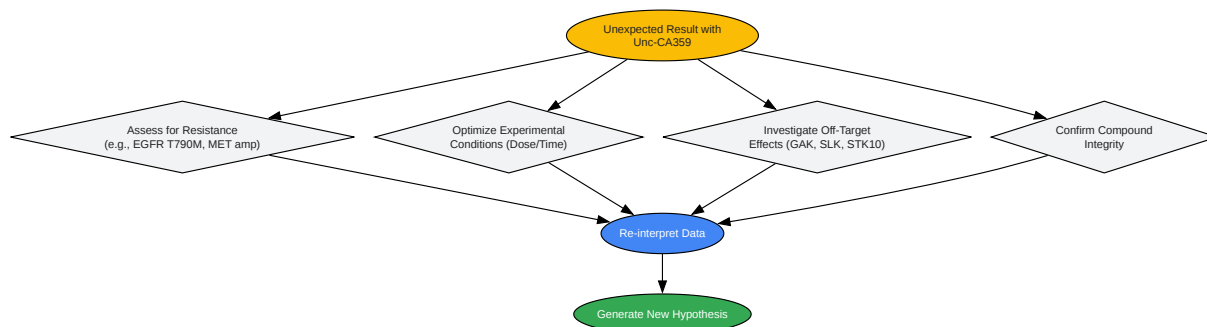 Unexpected Result with
Unc-CA359
Assess for Resistance
(e.g., EGFR T790M, MET amp)
Optimize Experimental
Conditions (Dose/Time)
Investigate Off-Target
Effects (GAK, SLK, STK10)
Confirm Compound
Integrity
Re-interpret Data
Generate New Hypothesis